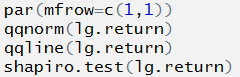 par(mfrow=c(1,1))
qqnorm(lg.return)
qqline(lg.return)
shapiro.test(lg.return)